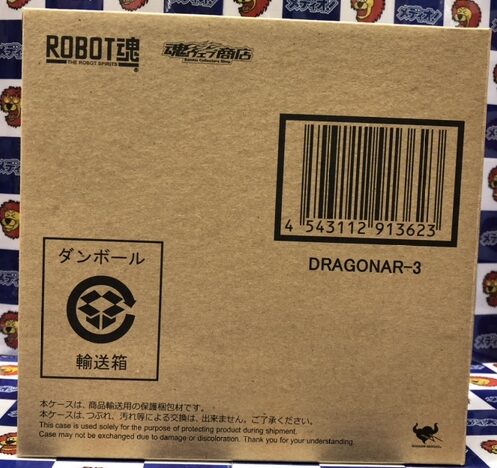 ROBOT魂
THE ROBOT SPIRITS
魂ウェブ商店
4 543112 913623
DRAGONAR-3
ダンボール
輸送箱
本ケースは、商品輸送用の保護梱包材です。
本ケースは、つぶれ、汚れ等による交換は、出来ません。ご了承ください。
This case is used solely for the purpose of protecting product during shipment.
Case may not be exchanged due to damage or discoloration. Thank you for your understanding.
メディオ!